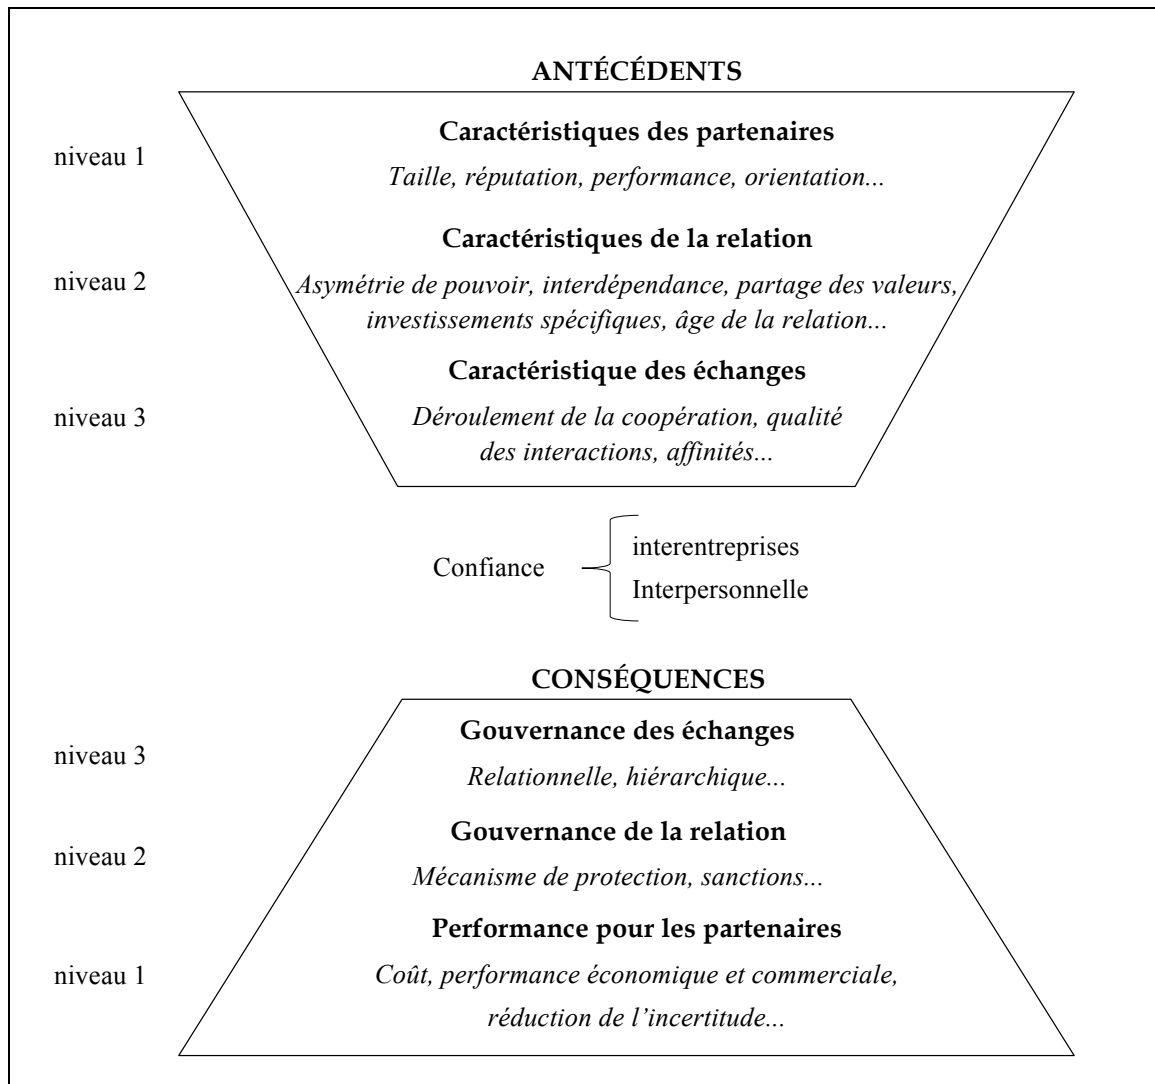 ANTÉCÉDENTS
niveau 1
Caractéristiques des partenaires
Taille, réputation, performance, orientation...
niveau 2
Caractéristiques de la relation
Asymétrie de pouvoir, interdépendance, partage des valeurs,
investissements spécifiques, âge de la relation...
niveau 3
Caractéristique des échanges
Déroulement de la coopération, qualité
des interactions, affinités...
Confiance
interentreprises
Interpersonnelle
CONSÉQUENCES
niveau 3
Gouvernance des échanges
Relationnelle, hiérarchique...
niveau 2
Gouvernance de la relation
Mécanisme de protection, sanctions...
niveau 1
Performance pour les partenaires
Coût, performance économique et commerciale,
réduction de l’incertitude...